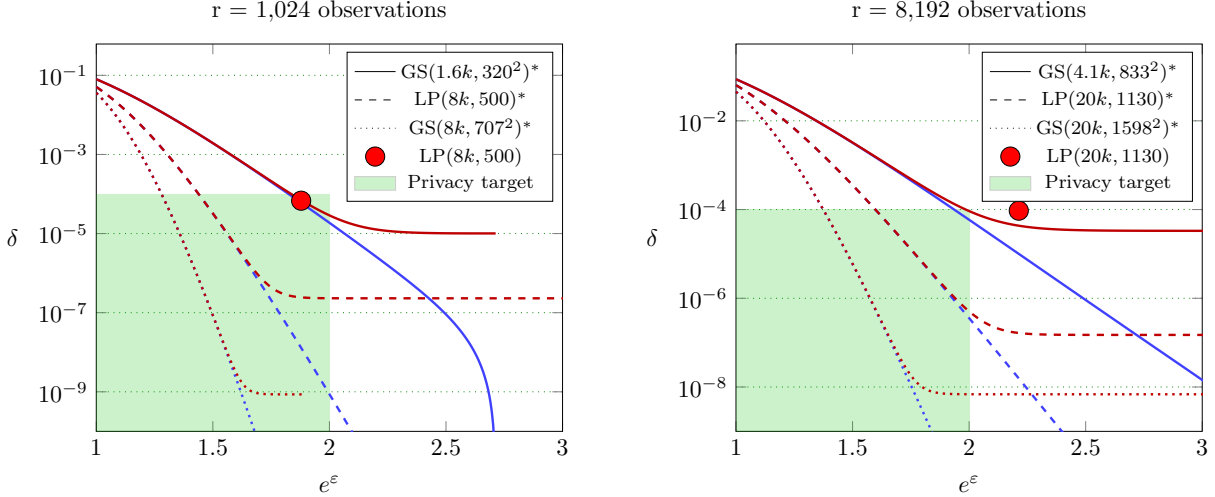 r = 1,024 observations
10⁻¹
10⁻³
10⁻⁵
10⁻⁷
10⁻⁹
δ
1
1.5
2
2.5
3
e^ε
GS(1.6k, 320²)*
LP(8k, 500)*
GS(8k, 707²)*
LP(8k, 500)
Privacy target
r = 8,192 observations
10⁻²
10⁻⁴
10⁻⁶
10⁻⁸
δ
1
1.5
2
2.5
3
e^ε
GS(4.1k, 833²)*
LP(20k, 1130)*
GS(20k, 1598²)*
LP(20k, 1130)
Privacy target